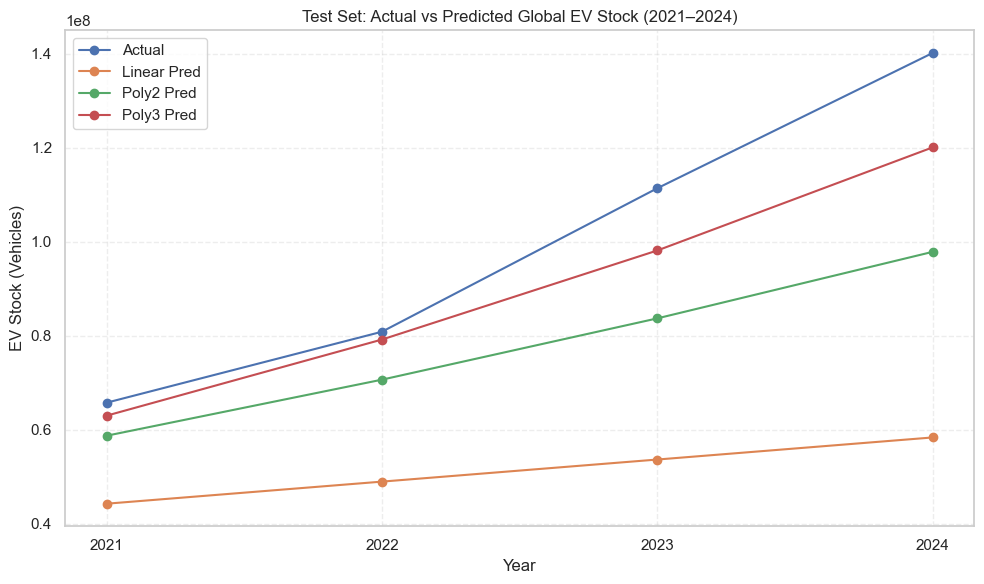 Test Set: Actual vs Predicted Global EV Stock (2021–2024)
1e8
Actual
Linear Pred
Poly2 Pred
Poly3 Pred
1.4
1.2
1.0
0.8
0.6
0.4
EV Stock (Vehicles)
2021 2022 2023 2024
Year